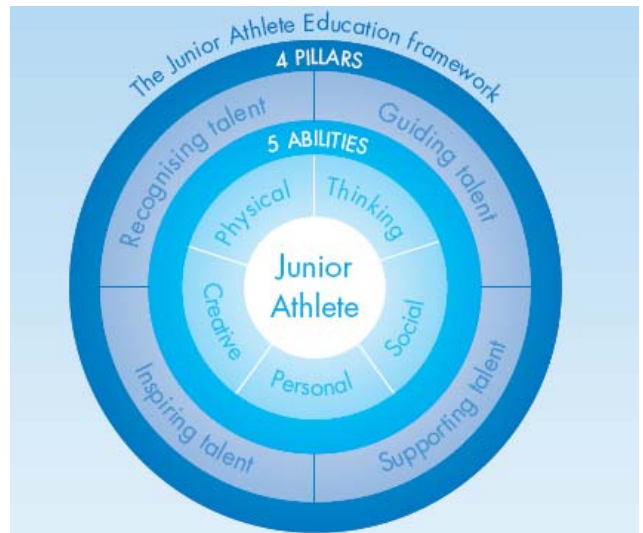 The Junior Athlete Education framework
4 PILLARS
Recognising talent
Guiding talent
5 ABILITIES
Physical
Thinking
Junior
Athlete
Creative
Social
Personal
Inspiring talent
Supporting talent